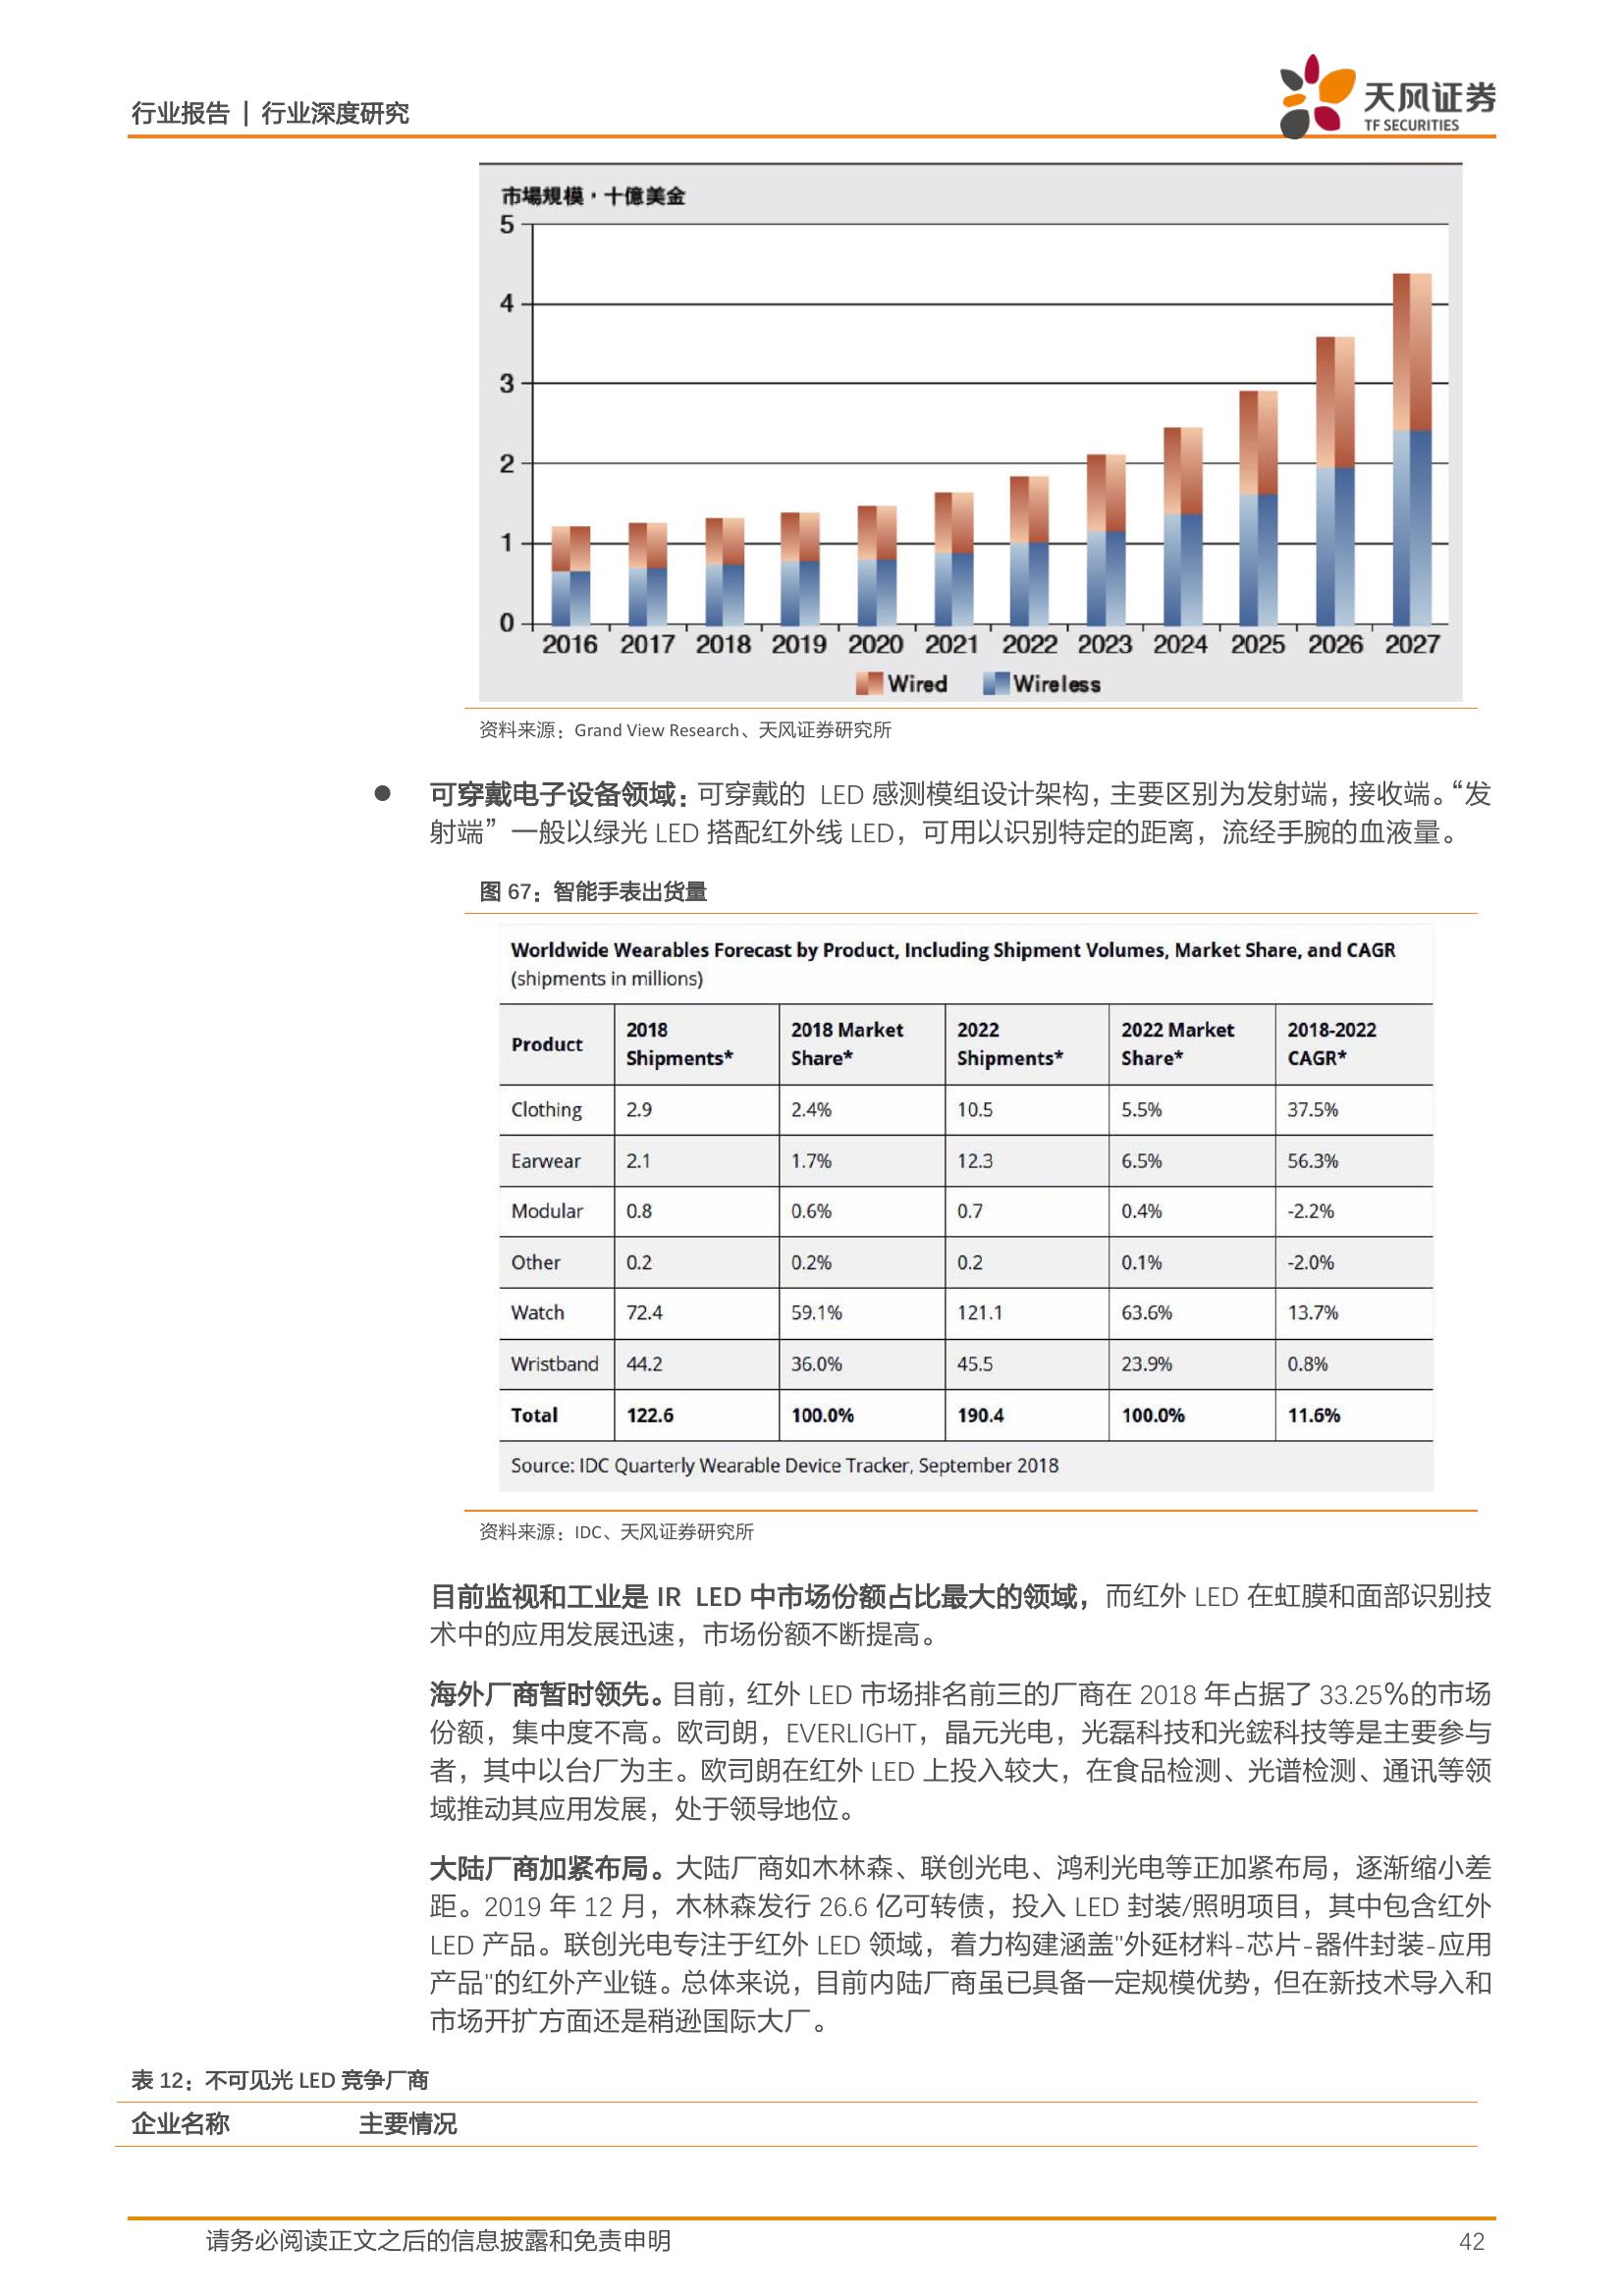 行业报告 | 行业深度研究
天风证券
TF SECURITIES
市場規模·十億美金
5
4
3
2
1
0
2016 2017 2018 2019 2020 2021 2022 2023 2024 2025 2026 2027
Wired Wireless
资料来源：Grand View Research、天风证券研究所
● 可穿戴电子设备领域：可穿戴的 LED 感测模组设计架构，主要区别为发射端，接收端。“发
射端”一般以绿光 LED 搭配红外线 LED，可用以识别特定的距离，流经手腕的血液量。
图 67：智能手表出货量
Worldwide Wearables Forecast by Product, Including Shipment Volumes, Market Share, and CAGR
(shipments in millions)
Product 2018 Shipments* 2018 Market Share* 2022 Shipments* 2022 Market Share* 2018-2022 CAGR*
Clothing 2.9 2.4% 10.5 5.5% 37.5%
Earwear 2.1 1.7% 12.3 6.5% 56.3%
Modular 0.8 0.6% 0.7 0.4% -2.2%
Other 0.2 0.2% 0.2 0.1% -2.0%
Watch 72.4 59.1% 121.1 63.6% 13.7%
Wristband 44.2 36.0% 45.5 23.9% 0.8%
Total 122.6 100.0% 190.4 100.0% 11.6%
Source: IDC Quarterly Wearable Device Tracker, September 2018
资料来源：IDC、天风证券研究所
目前监视和工业是 IR LED 中市场份额占比最大的领域，而红外 LED 在虹膜和面部识别技
术中的应用发展迅速，市场份额不断提高。
海外厂商暂时领先。目前，红外 LED 市场排名前三的厂商在 2018 年占据了 33.25%的市场
份额，集中度不高。欧司朗，EVERLIGHT，晶元光电，光磊科技和光鋐科技等是主要参与
者，其中以台厂为主。欧司朗在红外 LED 上投入较大，在食品检测、光谱检测、通讯等领
域推动其应用发展，处于领导地位。
大陆厂商加紧布局。大陆厂商如木林森、联创光电、鸿利光电等正加紧布局，逐渐缩小差
距。2019 年 12 月，木林森发行 26.6 亿可转债，投入 LED 封装/照明项目，其中包含红外
LED 产品。联创光电专注于红外 LED 领域，着力构建涵盖"外延材料-芯片-器件封装-应用
产品"的红外产业链。总体来说，目前内陆厂商虽已具备一定规模优势，但在新技术导入和
市场开扩方面还是稍逊国际大厂。
表 12：不可见光 LED 竞争厂商
企业名称 主要情况
请务必阅读正文之后的信息披露和免责申明 42